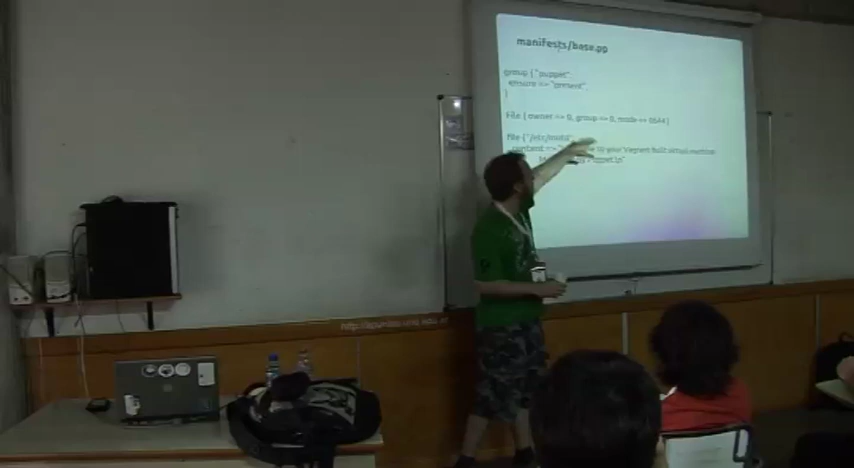 manifests/base.pp
group { "puppet":
ensure => "present",
}
File { owner => 0, group => 0, mode => 0644 }
file { "/etc/motd":
content => to your Vagrant-built virtual machine